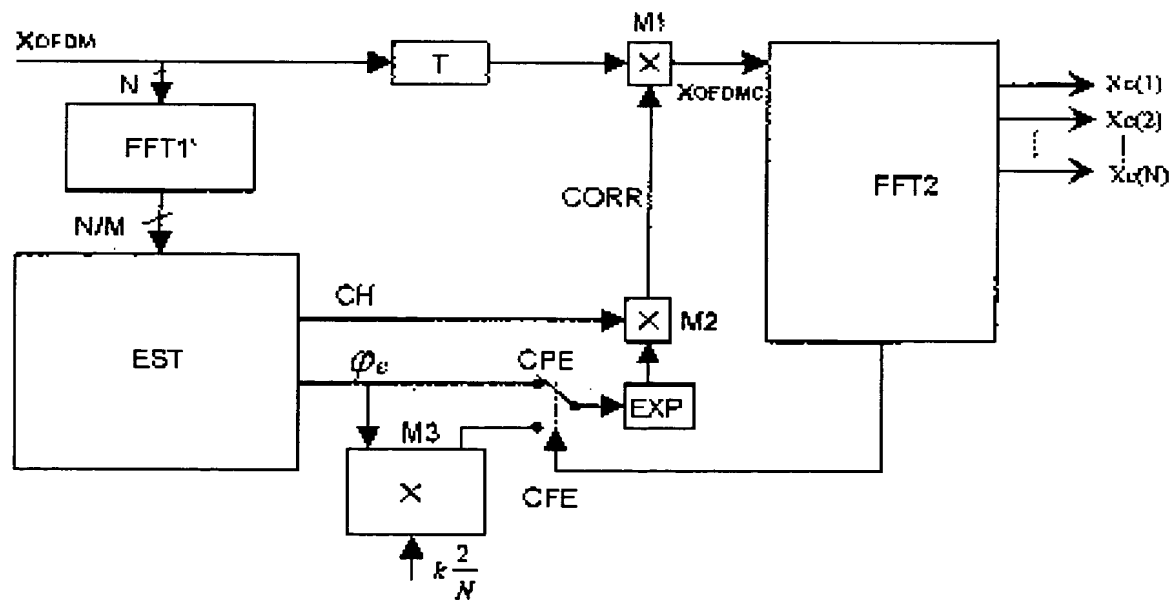 XOFDM
M1
T
×
N
XOFDMC
Xc(1)
Xc(2)
Xc(N)
FFT1'
FFT2
CORR
N/M
CH
×
M2
EST
φe
CPE
EXP
M3
×
CFE
k 2/N